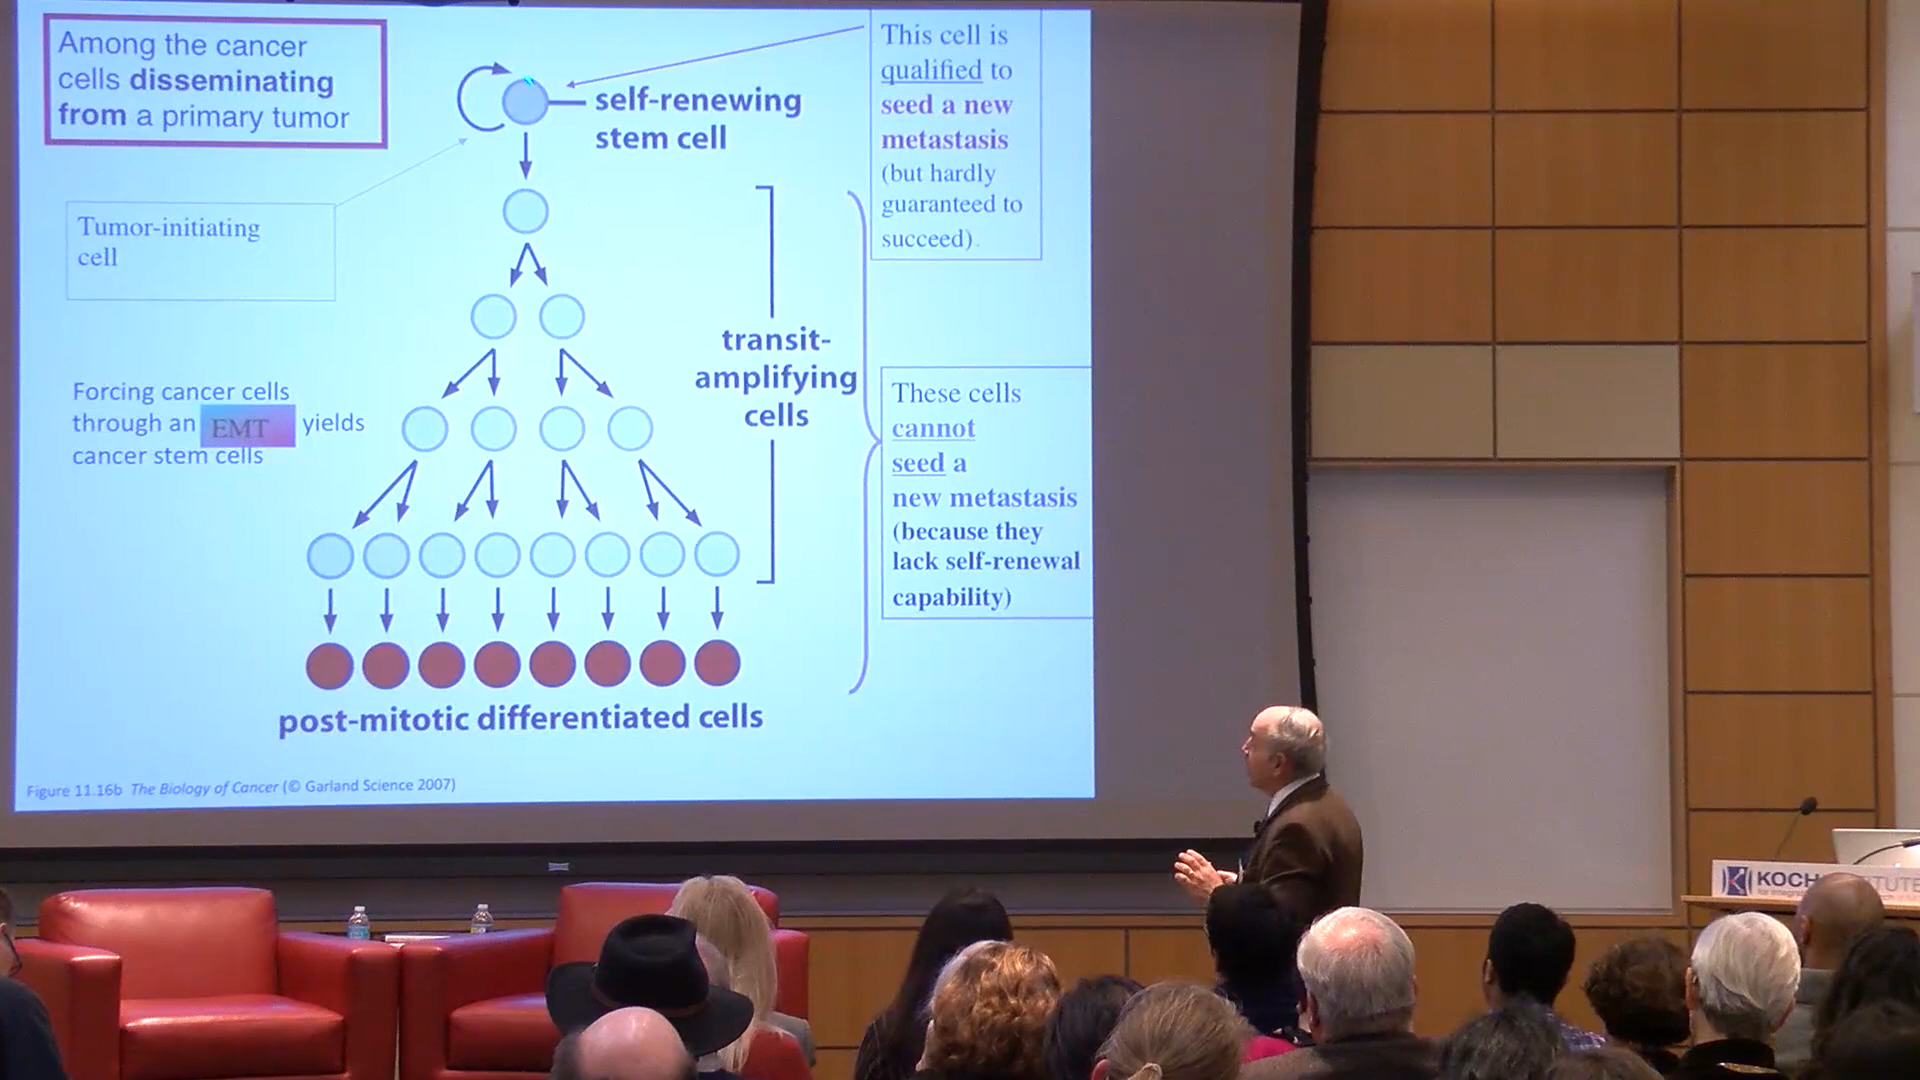 Among the cancer
cells disseminating
from a primary tumor
This cell is
qualified to
seed a new
metastasis
(but hardly
guaranteed to
succeed).
self-renewing
stem cell
Tumor-initiating
cell
transit-
amplifying
cells
Forcing cancer cells
through an EMT yields
cancer stem cells
These cells
cannot
seed a
new metastasis
(because they
lack self-renewal
capability)
post-mitotic differentiated cells
Figure 11.16b The Biology of Cancer (© Garland Science 2007)
KOCH